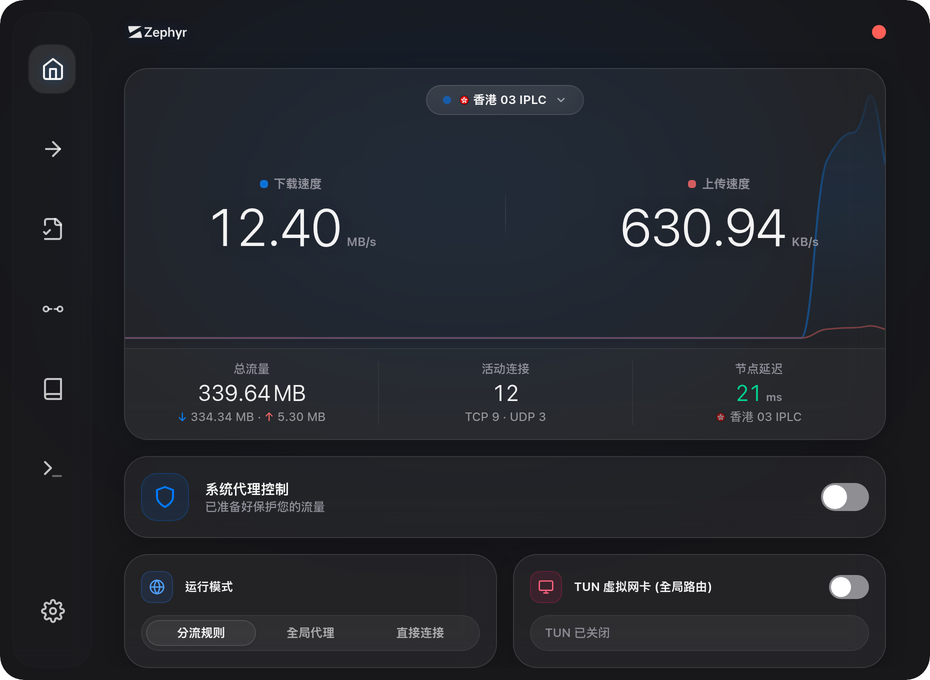 Zephyr
香港 03 IPLC
下载速度
12.40 MB/s
上传速度
630.94 KB/s
总流量
339.64 MB
↓ 334.34 MB · ↑ 5.30 MB
活动连接
12
TCP 9 · UDP 3
节点延迟
21 ms
香港 03 IPLC
系统代理控制
已准备好保护您的流量
运行模式
分流规则 全局代理 直接连接
TUN 虚拟网卡 (全局路由)
TUN 已关闭